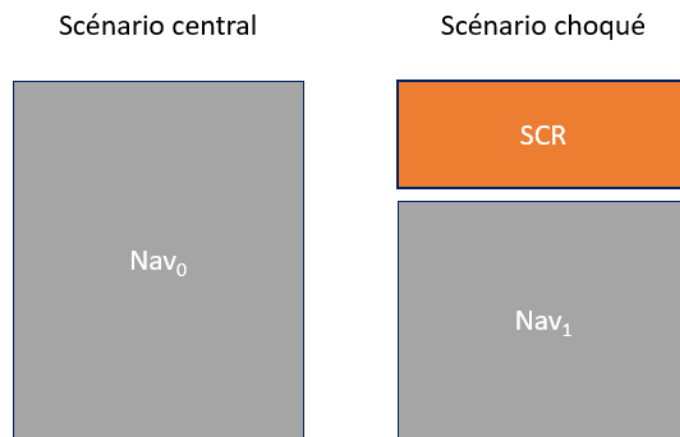 Scénario central
Scénario choqué
SCR
Nav₀
Nav₁